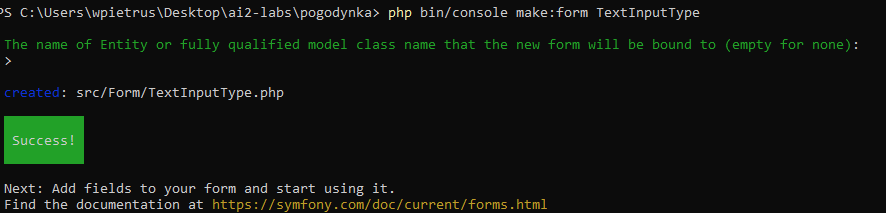 PS C:\Users\wpietrus\Desktop\ai2-labs\pogodynka> php bin/console make:form TextInputType
The name of Entity or fully qualified model class name that the new form will be bound to (empty for none):
>
created: src/Form/TextInputType.php
Success!
Next: Add fields to your form and start using it.
Find the documentation at https://symfony.com/doc/current/forms.html